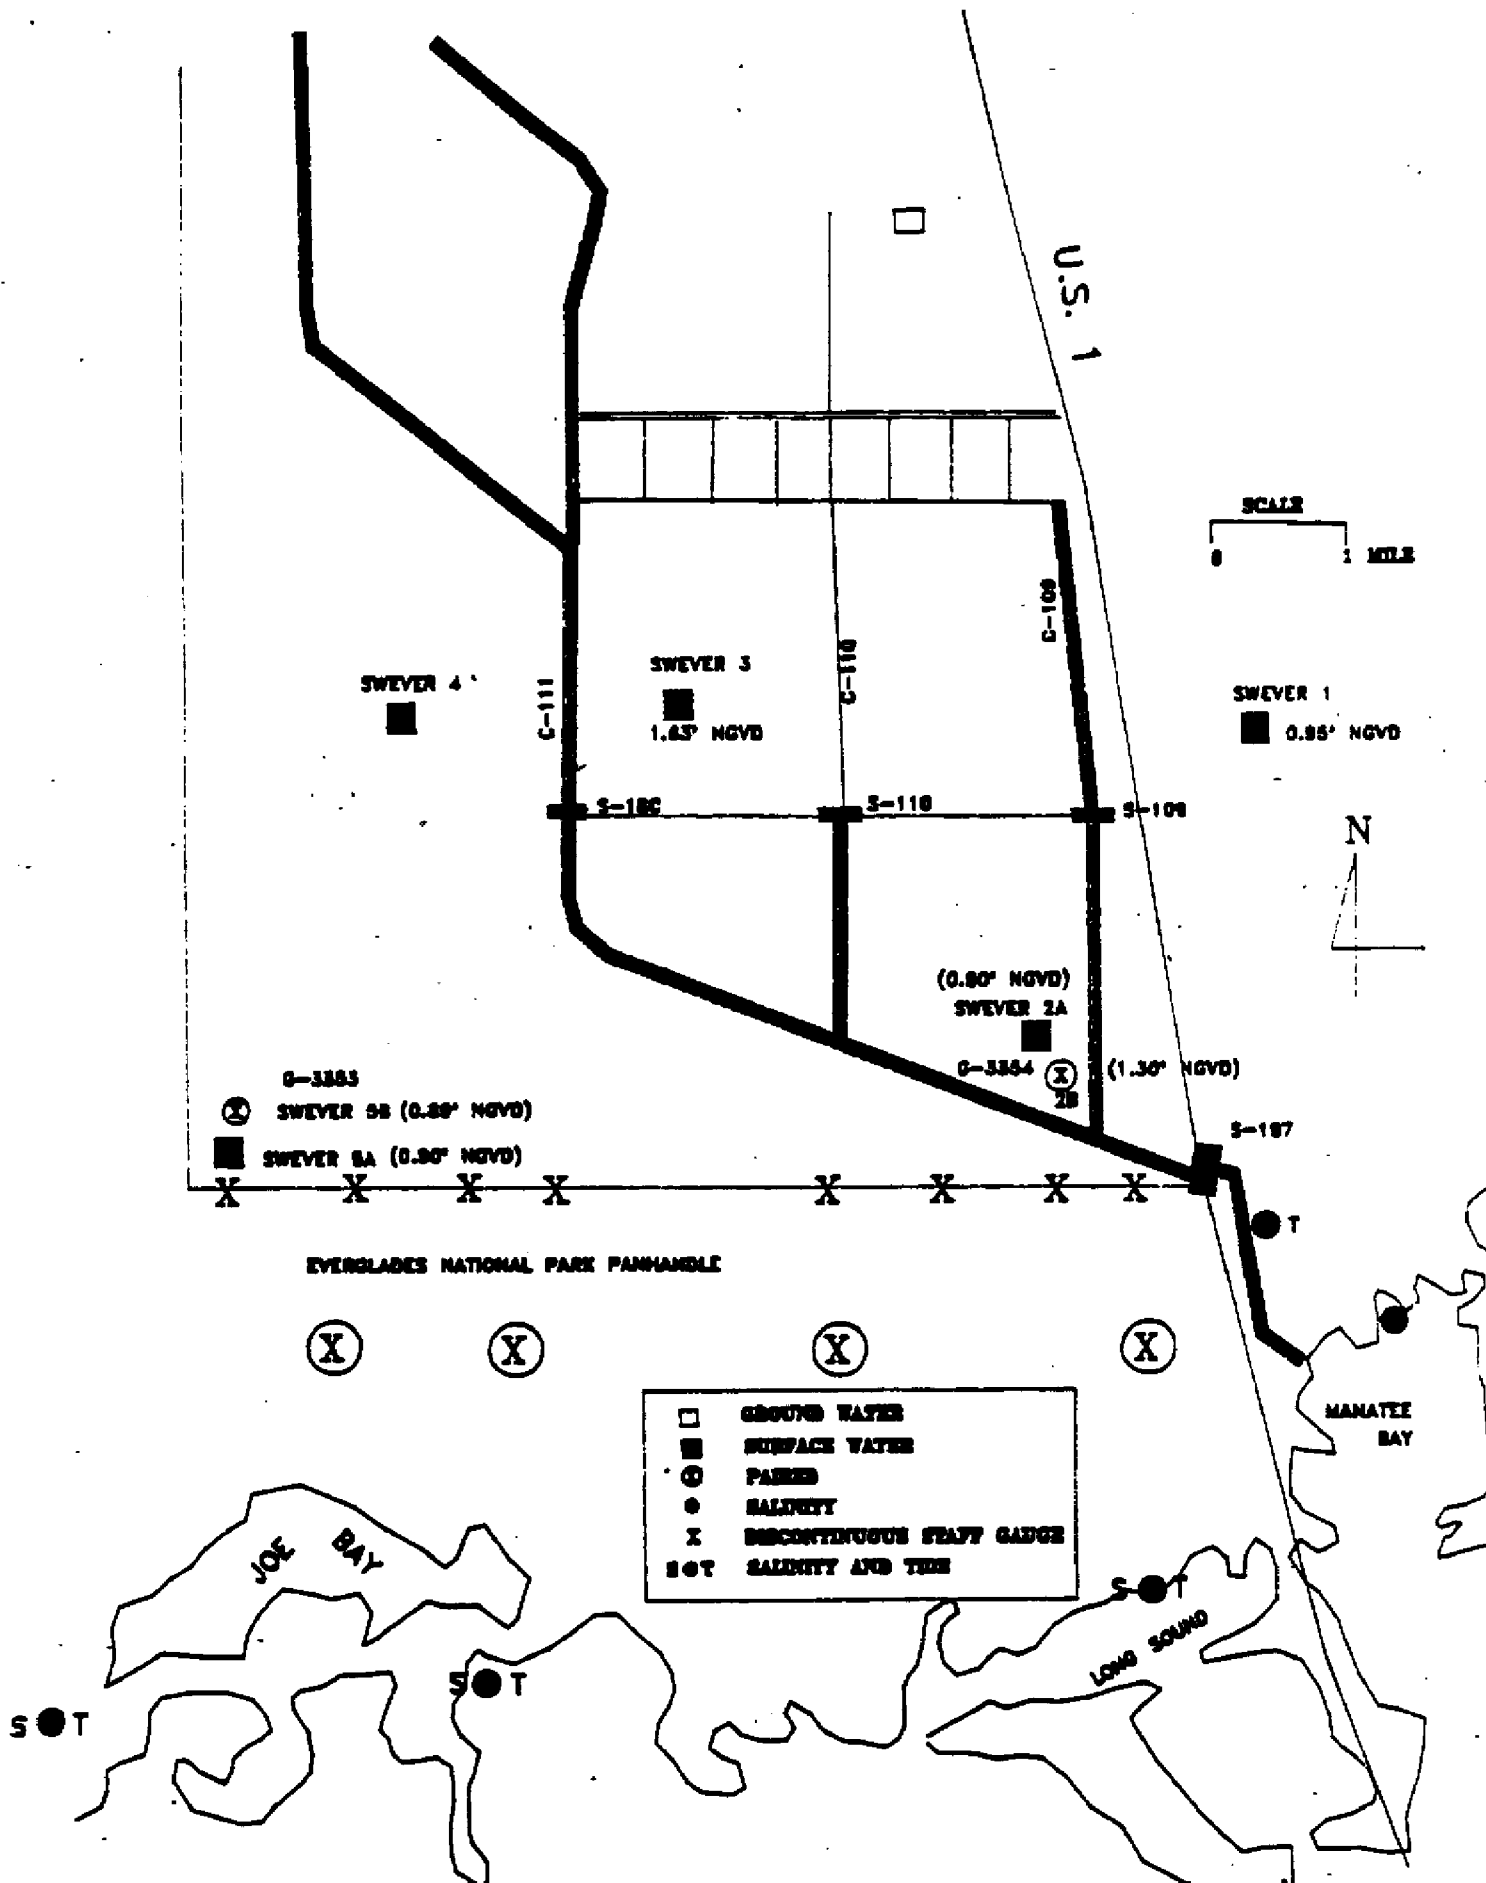 U.S. 1
SCALE
0 1 MILE
C-109
C-110
C-111
SWEVER 4
SWEVER 3
1.63' NGVD
SWEVER 1
0.95' NGVD
S-18C
S-110
S-109
N
(0.90' NGVD)
SWEVER 2A
G-3354 X (1.30' NGVD)
2B
G-3353
X SWEVER 5B (0.89' NGVD)
SWEVER 5A (0.90' NGVD)
S-197
X X X X X X X X
T
EVERGLADES NATIONAL PARK PANHANDLE
X X X X
MANATEE
BAY
GROUND WATER
SURFACE WATER
X PAIRED
SALINITY
X DISCONTINUOUS STAFF GAUGE
S T SALINITY AND TIDE
JOE BAY
S T
LONG SOUND
S T
S T